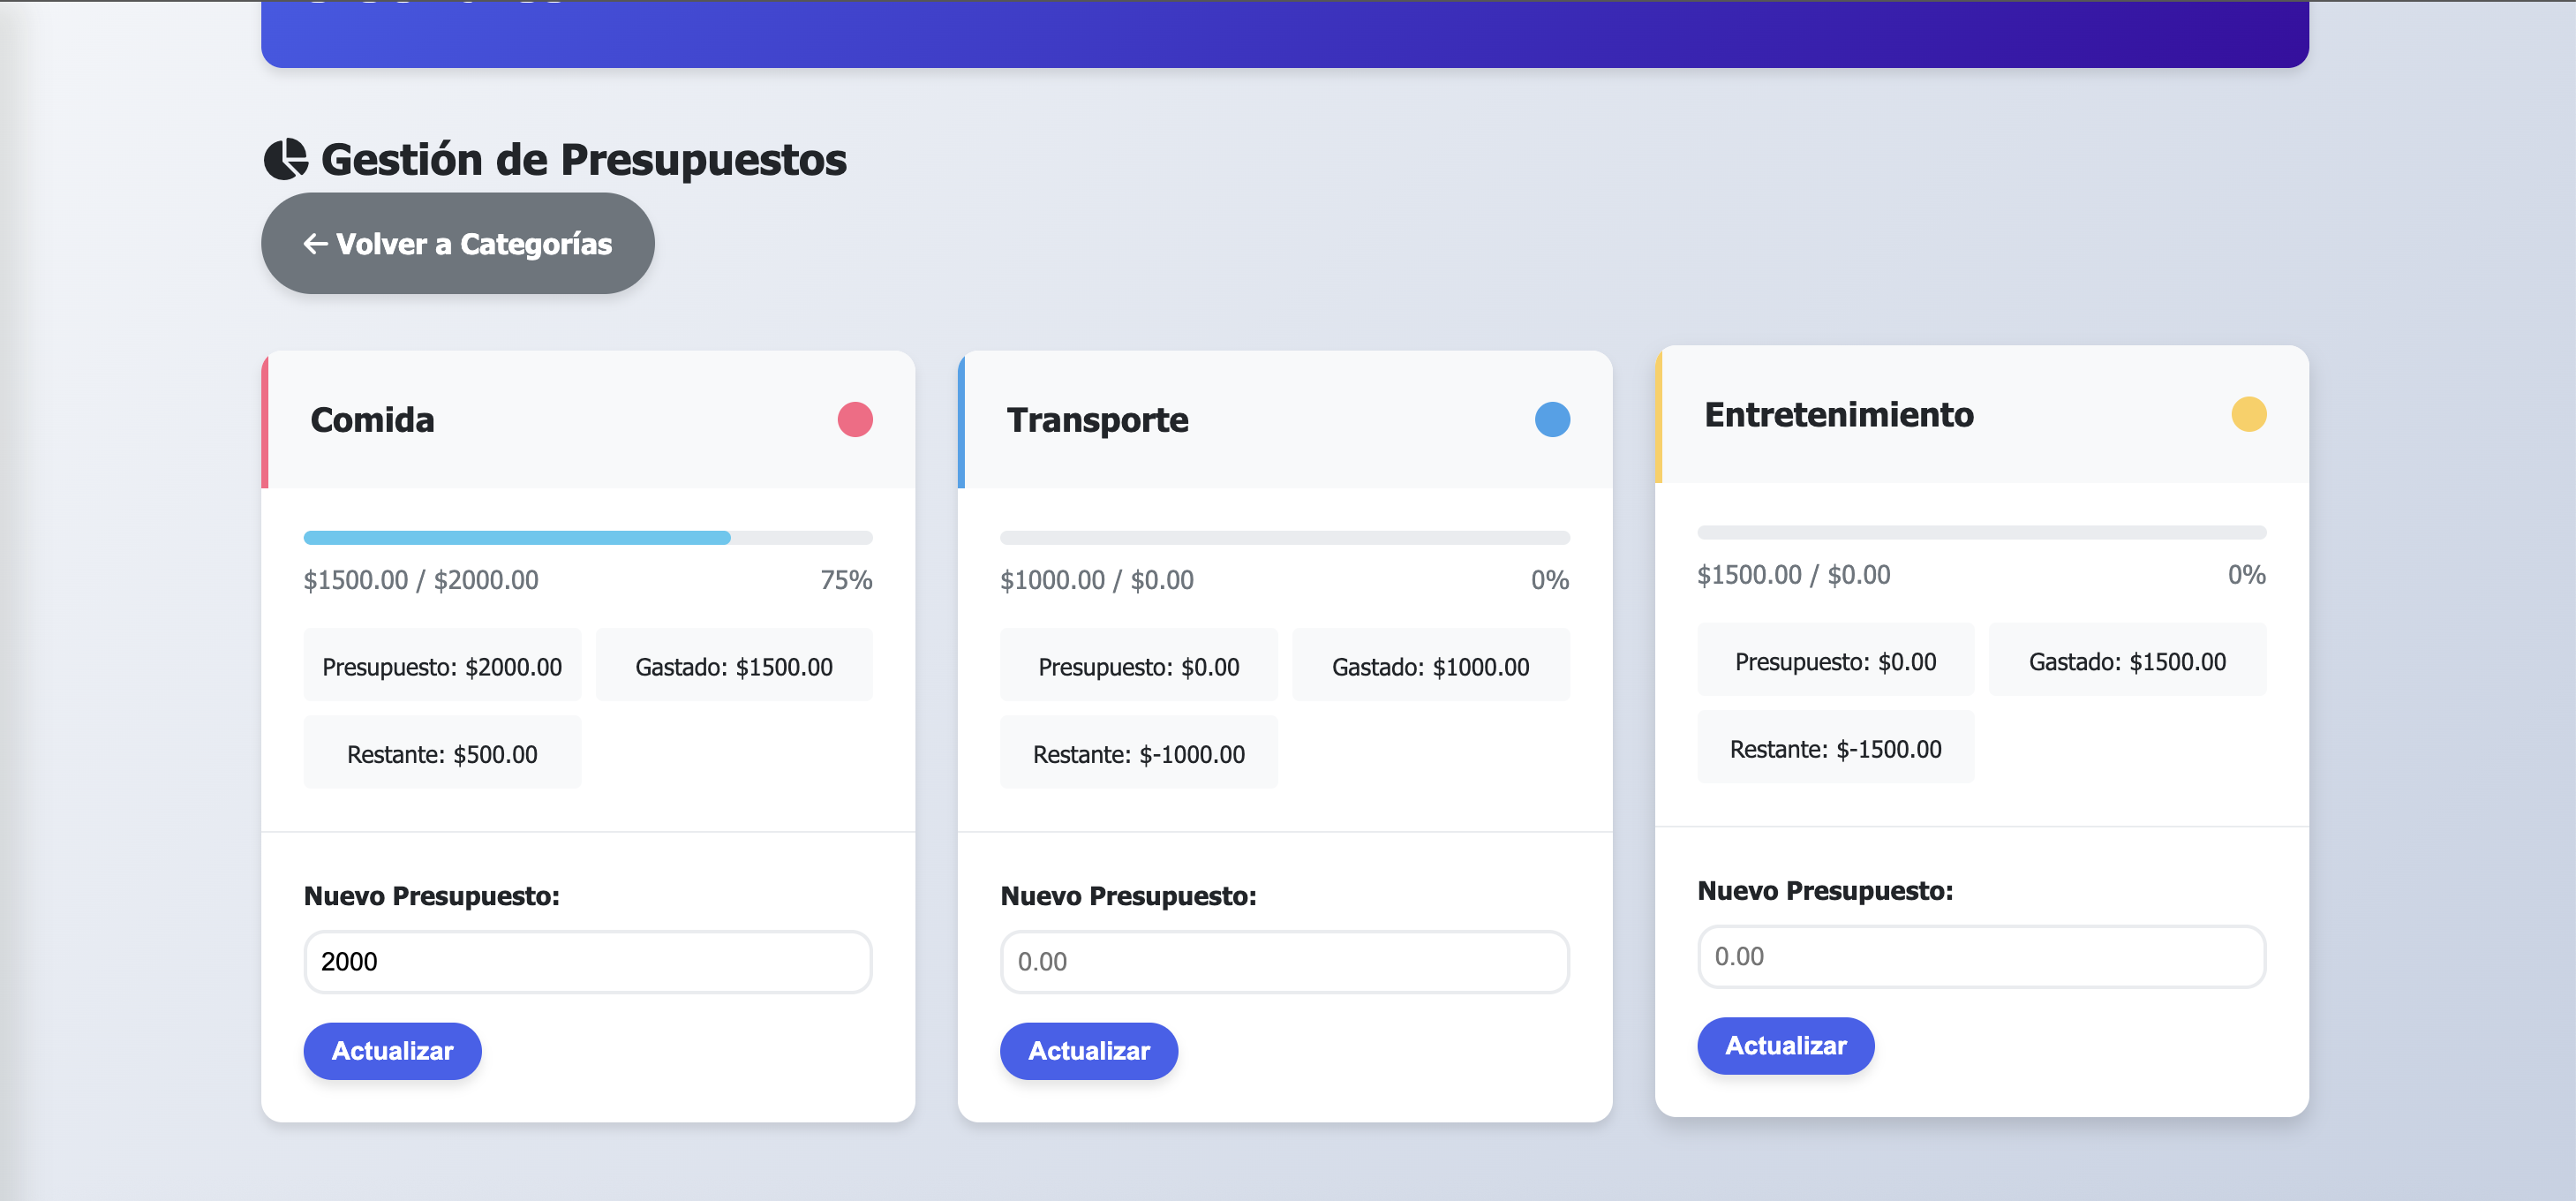 Gestión de Presupuestos
← Volver a Categorías
Comida
$1500.00 / $2000.00 75%
Presupuesto: $2000.00 Gastado: $1500.00
Restante: $500.00
Nuevo Presupuesto:
2000
Actualizar
Transporte
$1000.00 / $0.00 0%
Presupuesto: $0.00 Gastado: $1000.00
Restante: $-1000.00
Nuevo Presupuesto:
0.00
Actualizar
Entretenimiento
$1500.00 / $0.00 0%
Presupuesto: $0.00 Gastado: $1500.00
Restante: $-1500.00
Nuevo Presupuesto:
0.00
Actualizar